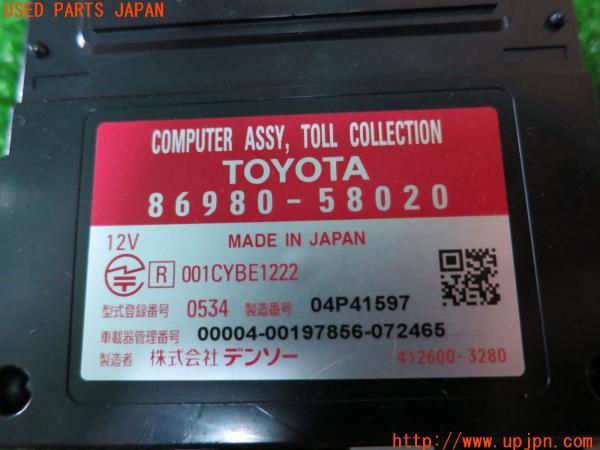 USED PARTS JAPAN
COMPUTER ASSY, TOLL COLLECTION
TOYOTA
86980-58020
12V MADE IN JAPAN
R 001CYBE1222
型式登録番号 0534 製造番号 04P41597
車載器管理番号 00004-00197856-072465
製造者 株式会社 デンソー 412600-3280
http://www.upjpn.com/